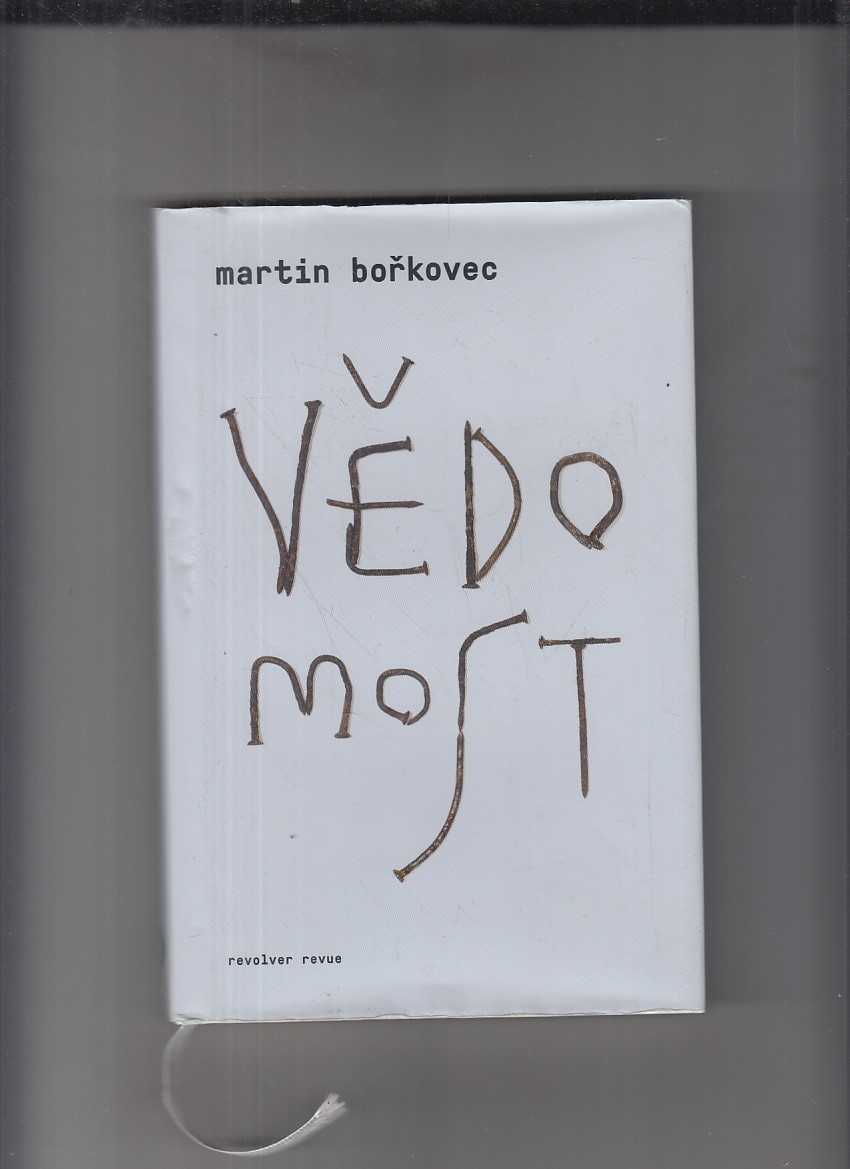 martin bořkovec
VĚDO
MOST
revolver revue